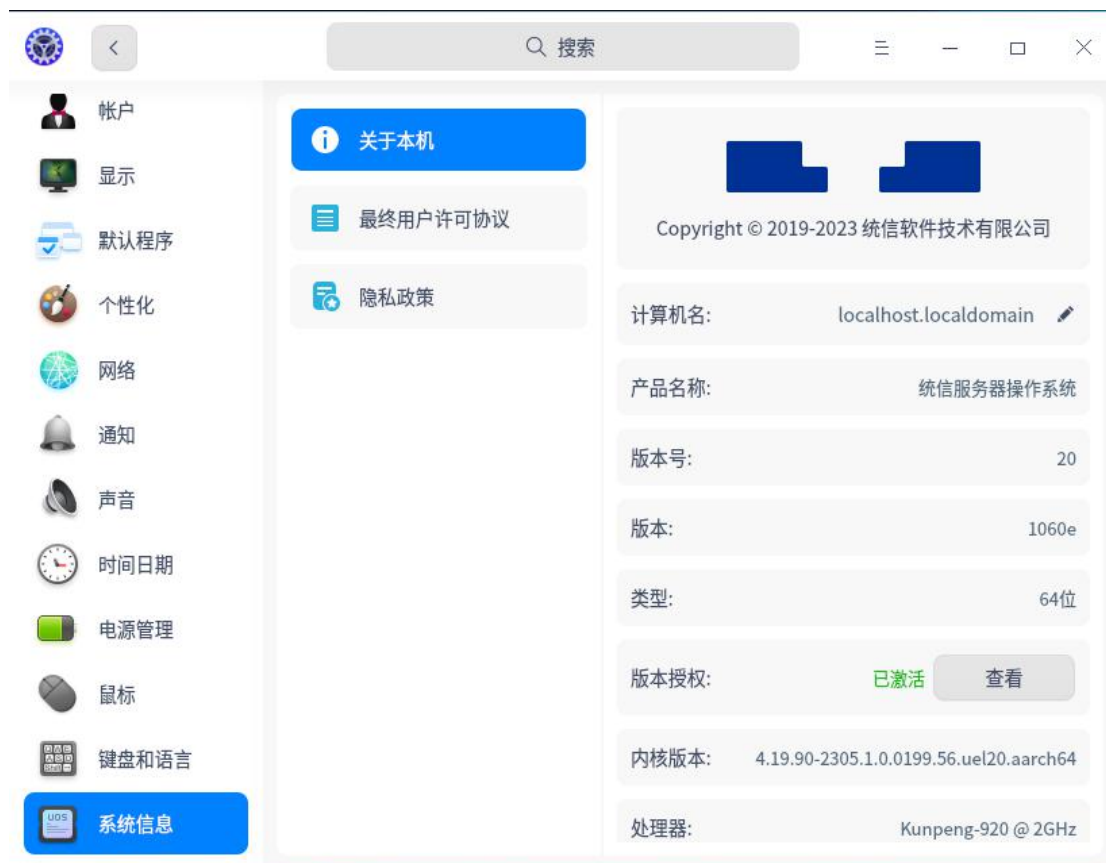 搜索
帐户
显示
默认程序
个性化
网络
通知
声音
时间日期
电源管理
鼠标
键盘和语言
UOS
系统信息
关于本机
最终用户许可协议
隐私政策
Copyright © 2019-2023 统信软件技术有限公司
计算机名: localhost.localdomain
产品名称: 统信服务器操作系统
版本号: 20
版本: 1060e
类型: 64位
版本授权: 已激活 查看
内核版本: 4.19.90-2305.1.0.0199.56.uel20.aarch64
处理器: Kunpeng-920 @ 2GHz